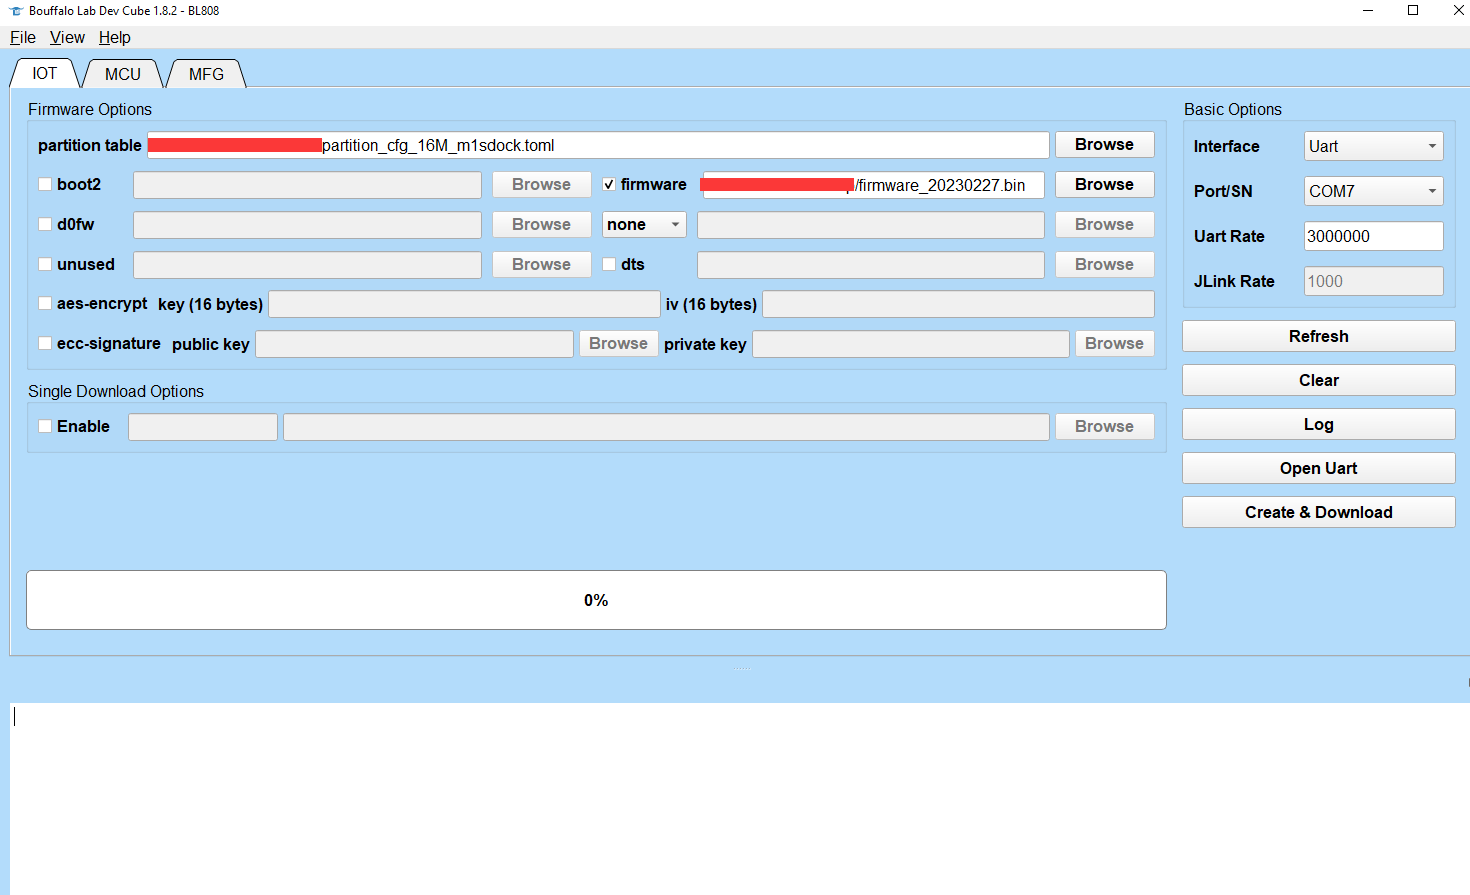 Bouffalo Lab Dev Cube 1.8.2 - BL808
File View Help
IOT MCU MFG
Firmware Options
partition table partition_cfg_16M_m1sdock.toml Browse
boot2 Browse firmware /firmware_20230227.bin Browse
d0fw Browse none Browse
unused Browse dts Browse
aes-encrypt key (16 bytes) iv (16 bytes)
ecc-signature public key Browse private key Browse
Single Download Options
Enable Browse
0%
Basic Options
Interface Uart
Port/SN COM7
Uart Rate 3000000
JLink Rate 1000
Refresh
Clear
Log
Open Uart
Create & Download